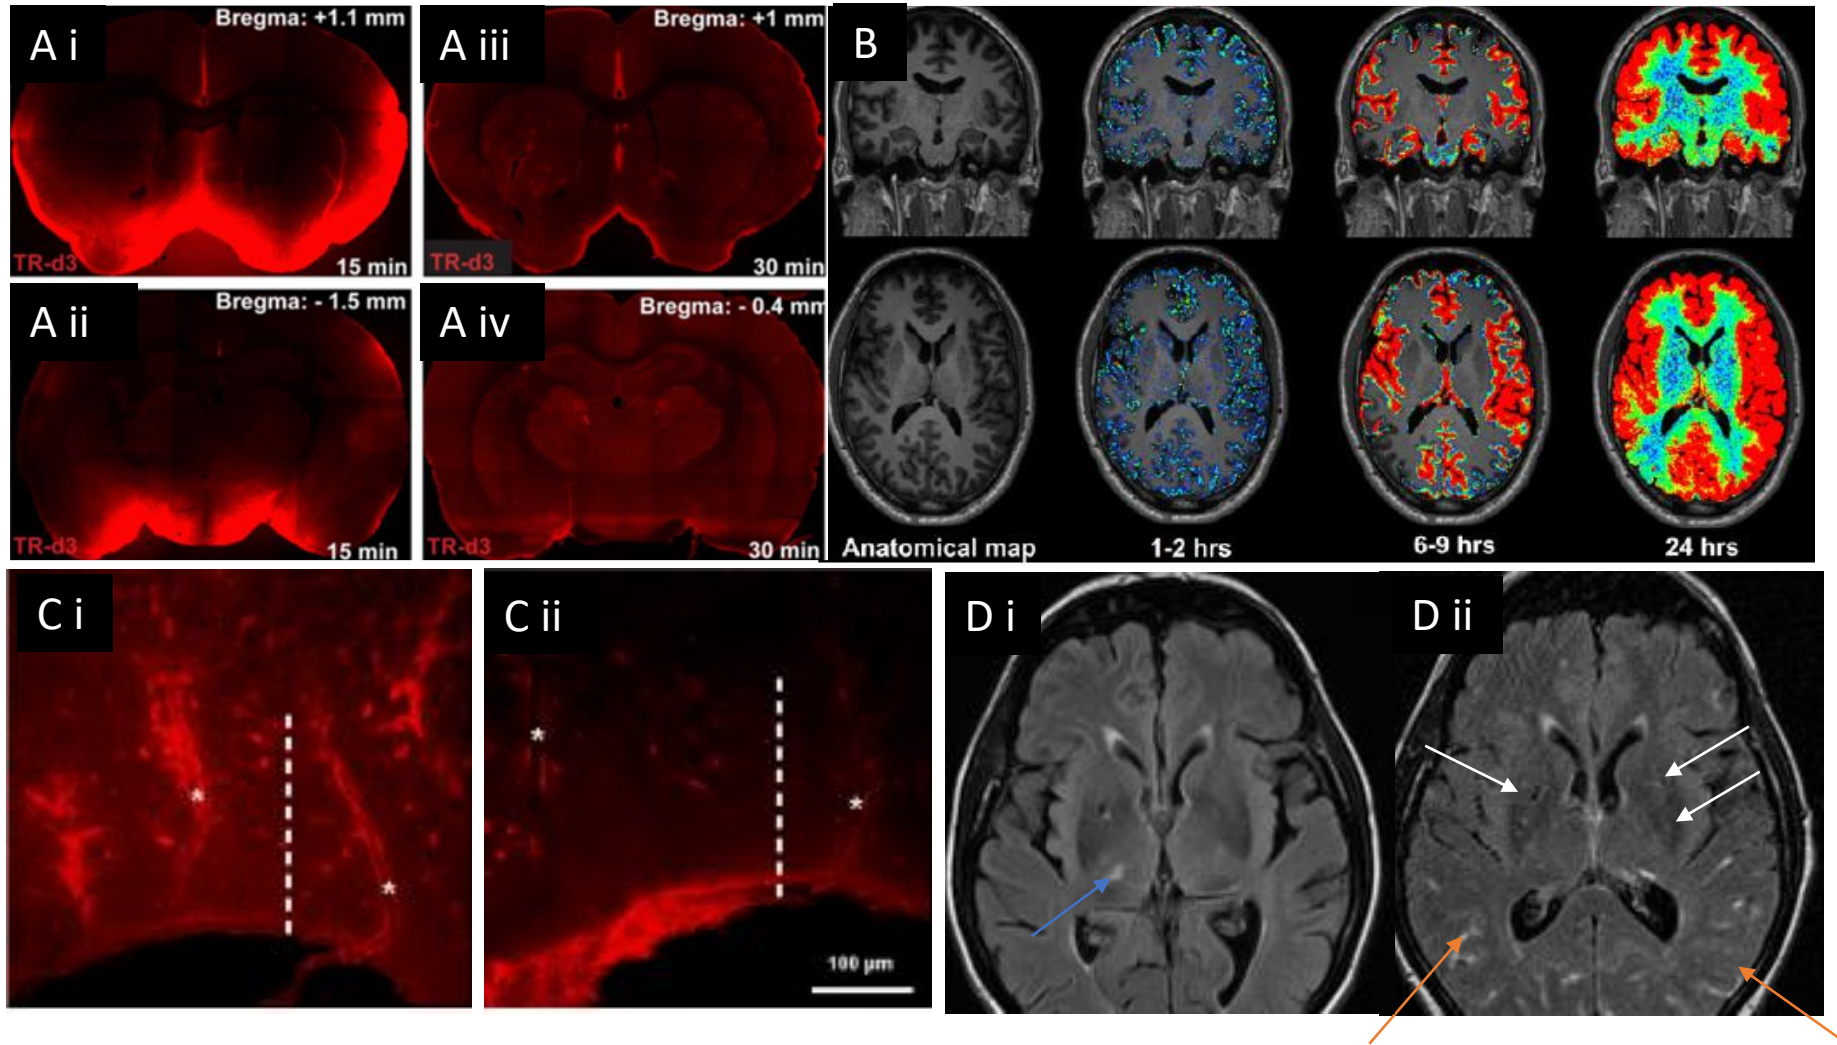 A i
Bregma: +1.1 mm
TR-d3
15 min
A iii
Bregma: +1 mm
TR-d3
30 min
A ii
Bregma: - 1.5 mm
TR-d3
15 min
A iv
Bregma: - 0.4 mm
TR-d3
30 min
B
Anatomical map
1-2 hrs
6-9 hrs
24 hrs
C i
*
*
C ii
*
*
100 µm
D i
D ii